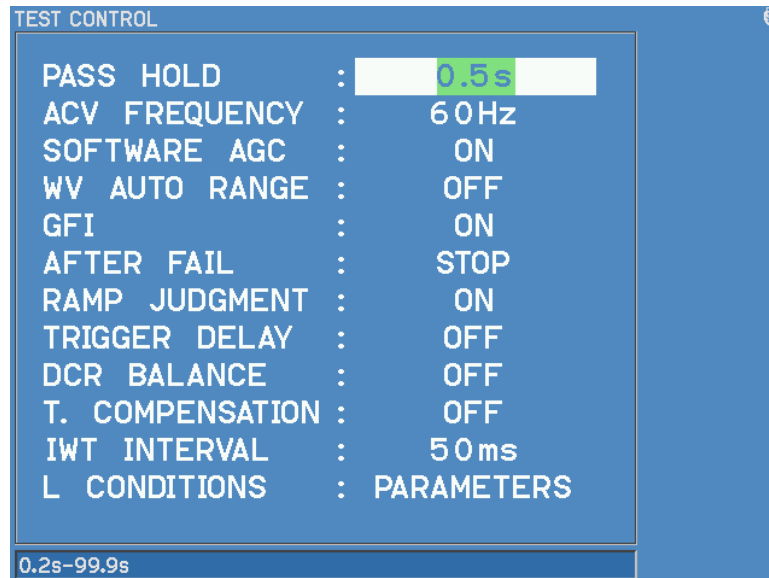 TEST CONTROL
PASS HOLD : 0.5s
ACV FREQUENCY : 60Hz
SOFTWARE AGC : ON
WV AUTO RANGE : OFF
GFI : ON
AFTER FAIL : STOP
RAMP JUDGMENT : ON
TRIGGER DELAY : OFF
DCR BALANCE : OFF
T. COMPENSATION : OFF
IWT INTERVAL : 50ms
L CONDITIONS : PARAMETERS
0.2s-99.9s